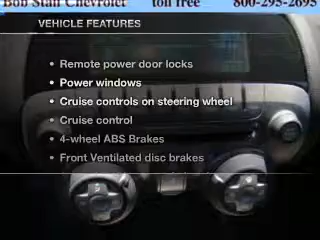 Bob Stall Chevrolet toll free 800-295-2695
VEHICLE FEATURES
• Remote power door locks
• Power windows
• Cruise controls on steering wheel
• Cruise control
• 4-wheel ABS Brakes
• Front Ventilated disc brakes